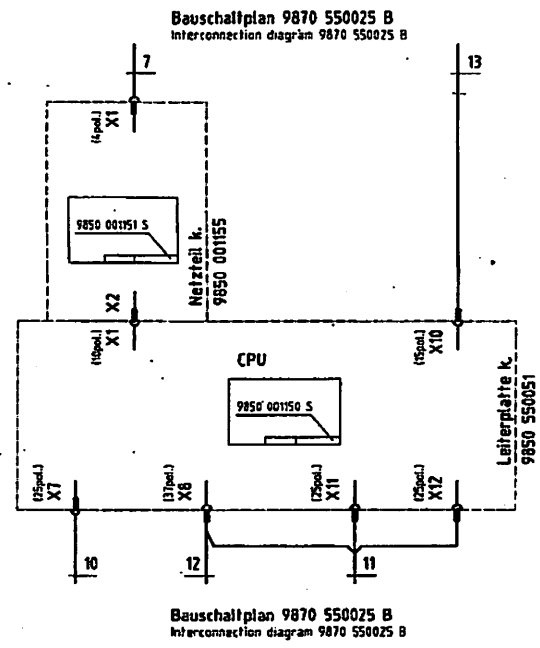 Bauschaltplan 9870 550025 B
Interconnection diagram 9870 550025 B
7
13
(4pol.)
X1
9850 001151 S
Netzteil k.
9850 001155
X2
(10pol.)
X1
(15pol.)
X10
CPU
9850 001150 S
Leiterplatte k.
9850 550051
(25pol.)
X7
(37pol.)
X8
(25pol.)
X11
(25pol.)
X12
10
12
11
Bauschaltplan 9870 550025 B
Interconnection diagram 9870 550025 B